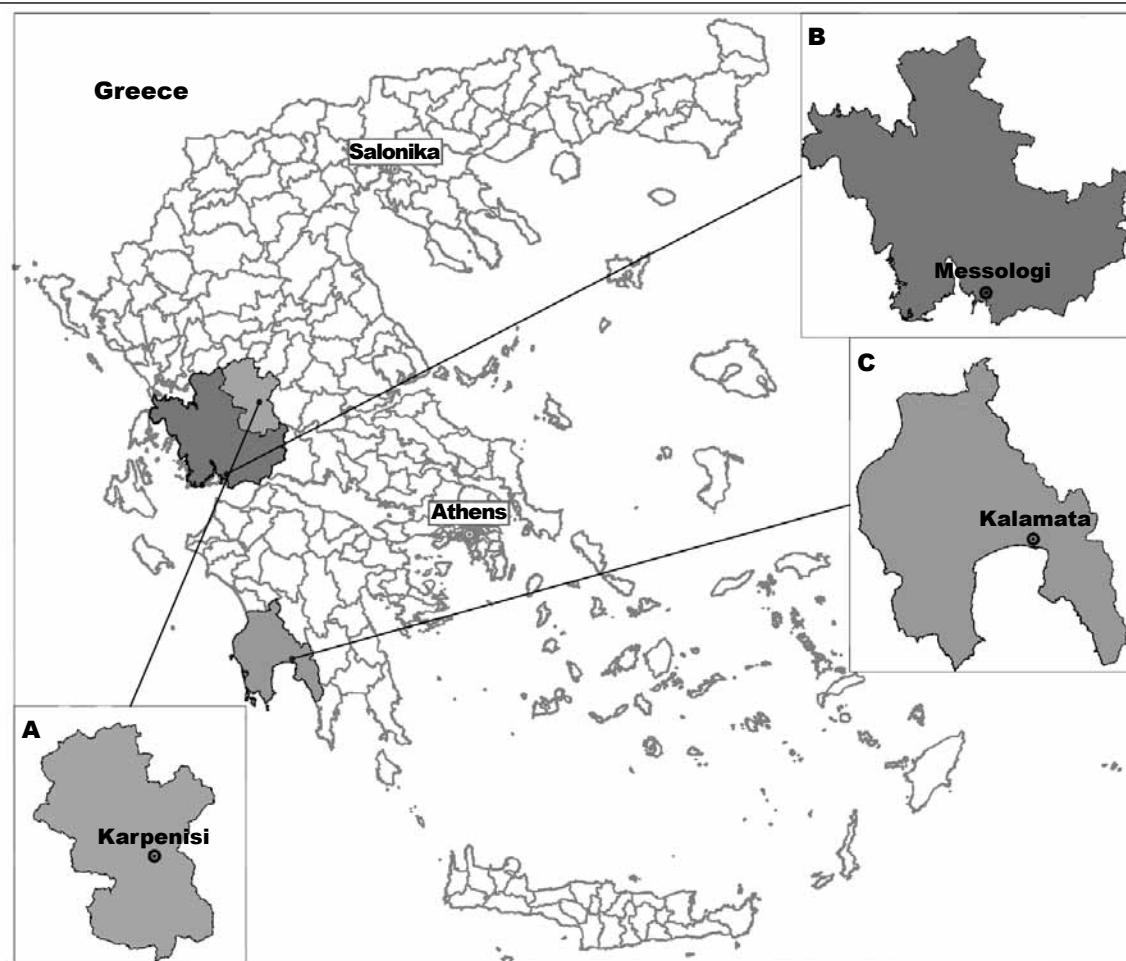 B
Greece
Salonika
Messologi
C
Athens
Kalamata
A
Karpenisi